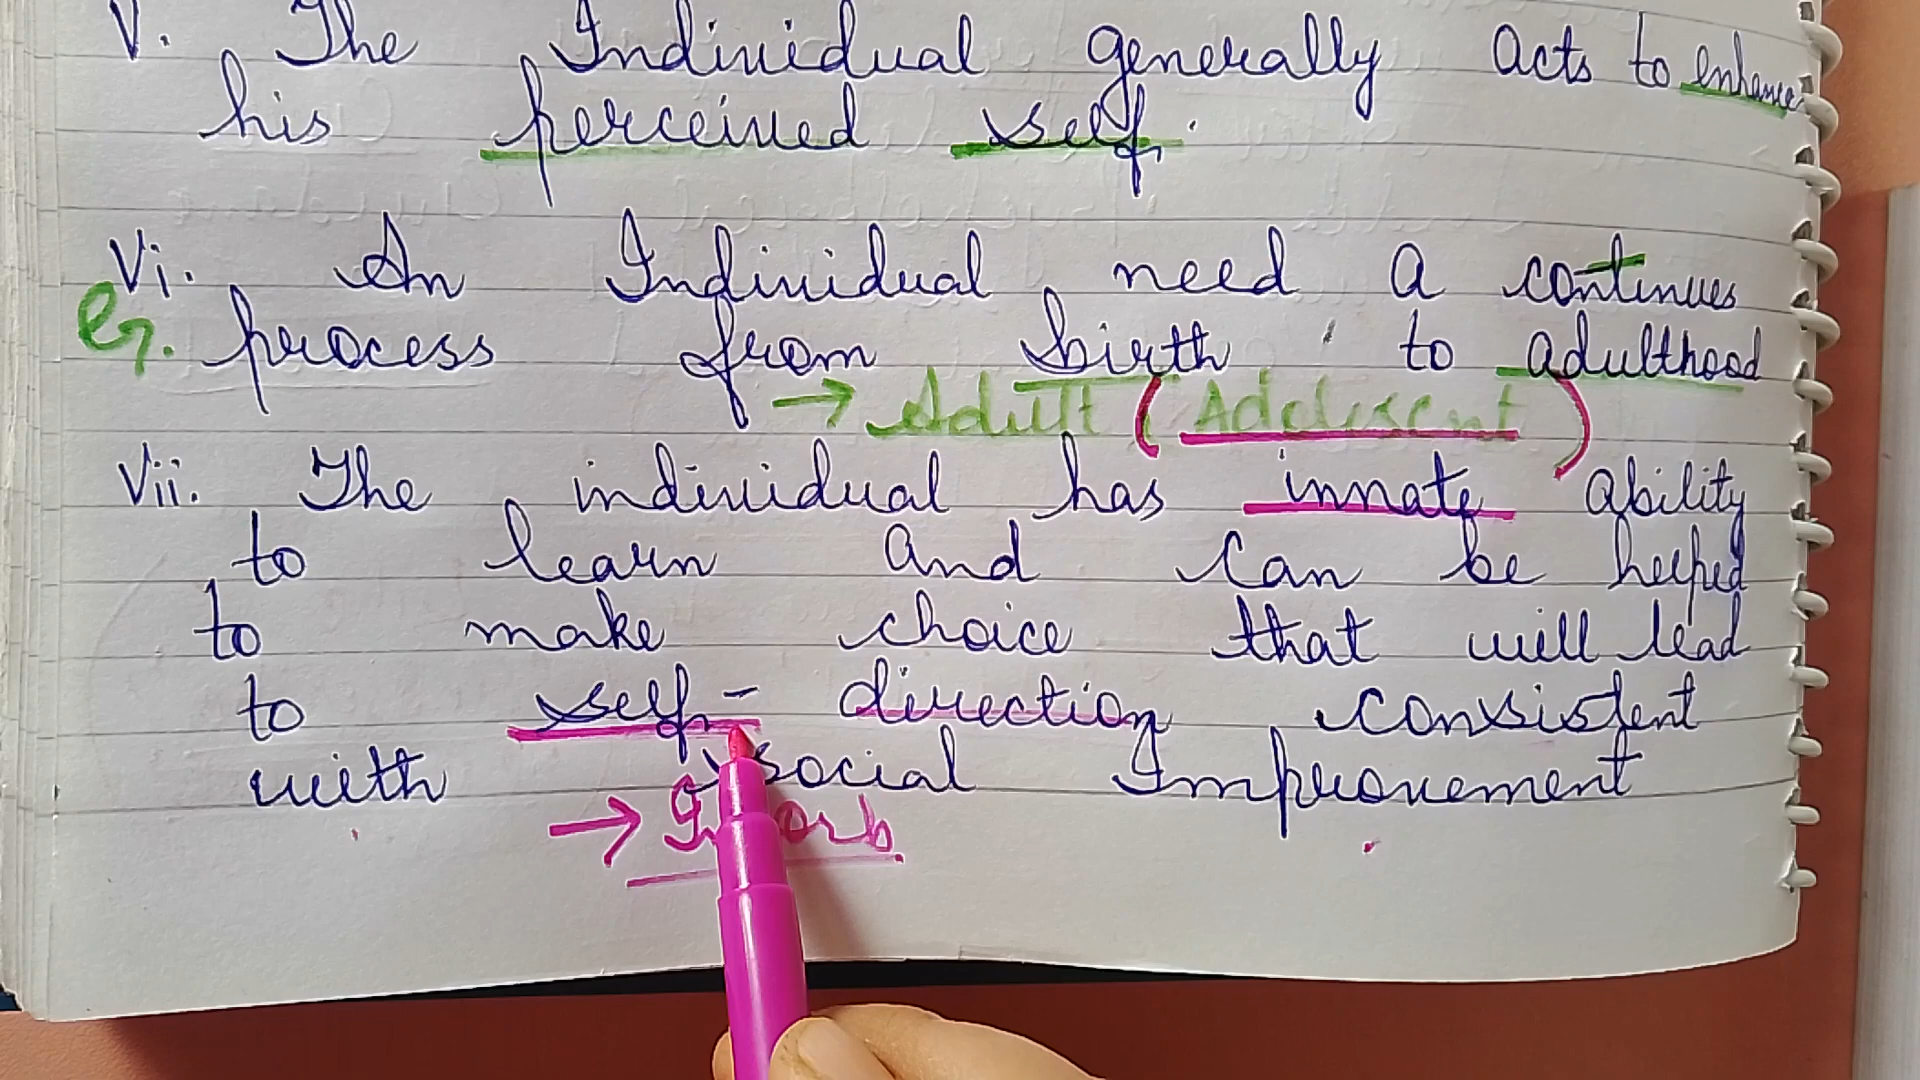 V. The Individual generally acts to enhance
his perceived self.
Vi. An Individual need a continues
eg. process from birth to adulthood
→ Adult (Adolescent)
Vii. The individual has innate ability
to learn and can be helped
to make choice that will lead
to self- direction consistent
with social Improvement
→